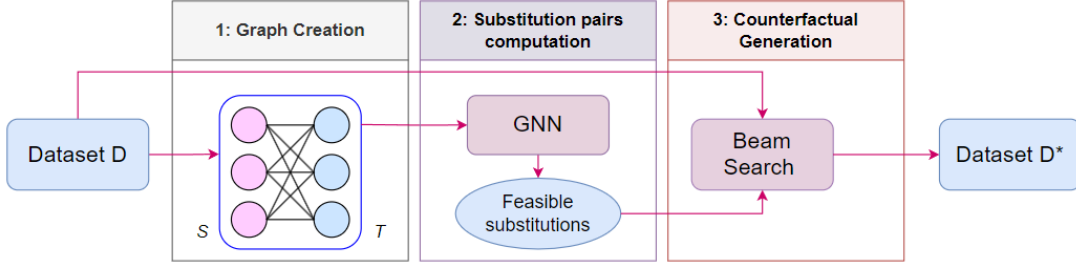 1: Graph Creation
2: Substitution pairs
computation
3: Counterfactual
Generation
Dataset D
S
T
GNN
Feasible
substitutions
Beam
Search
Dataset D*